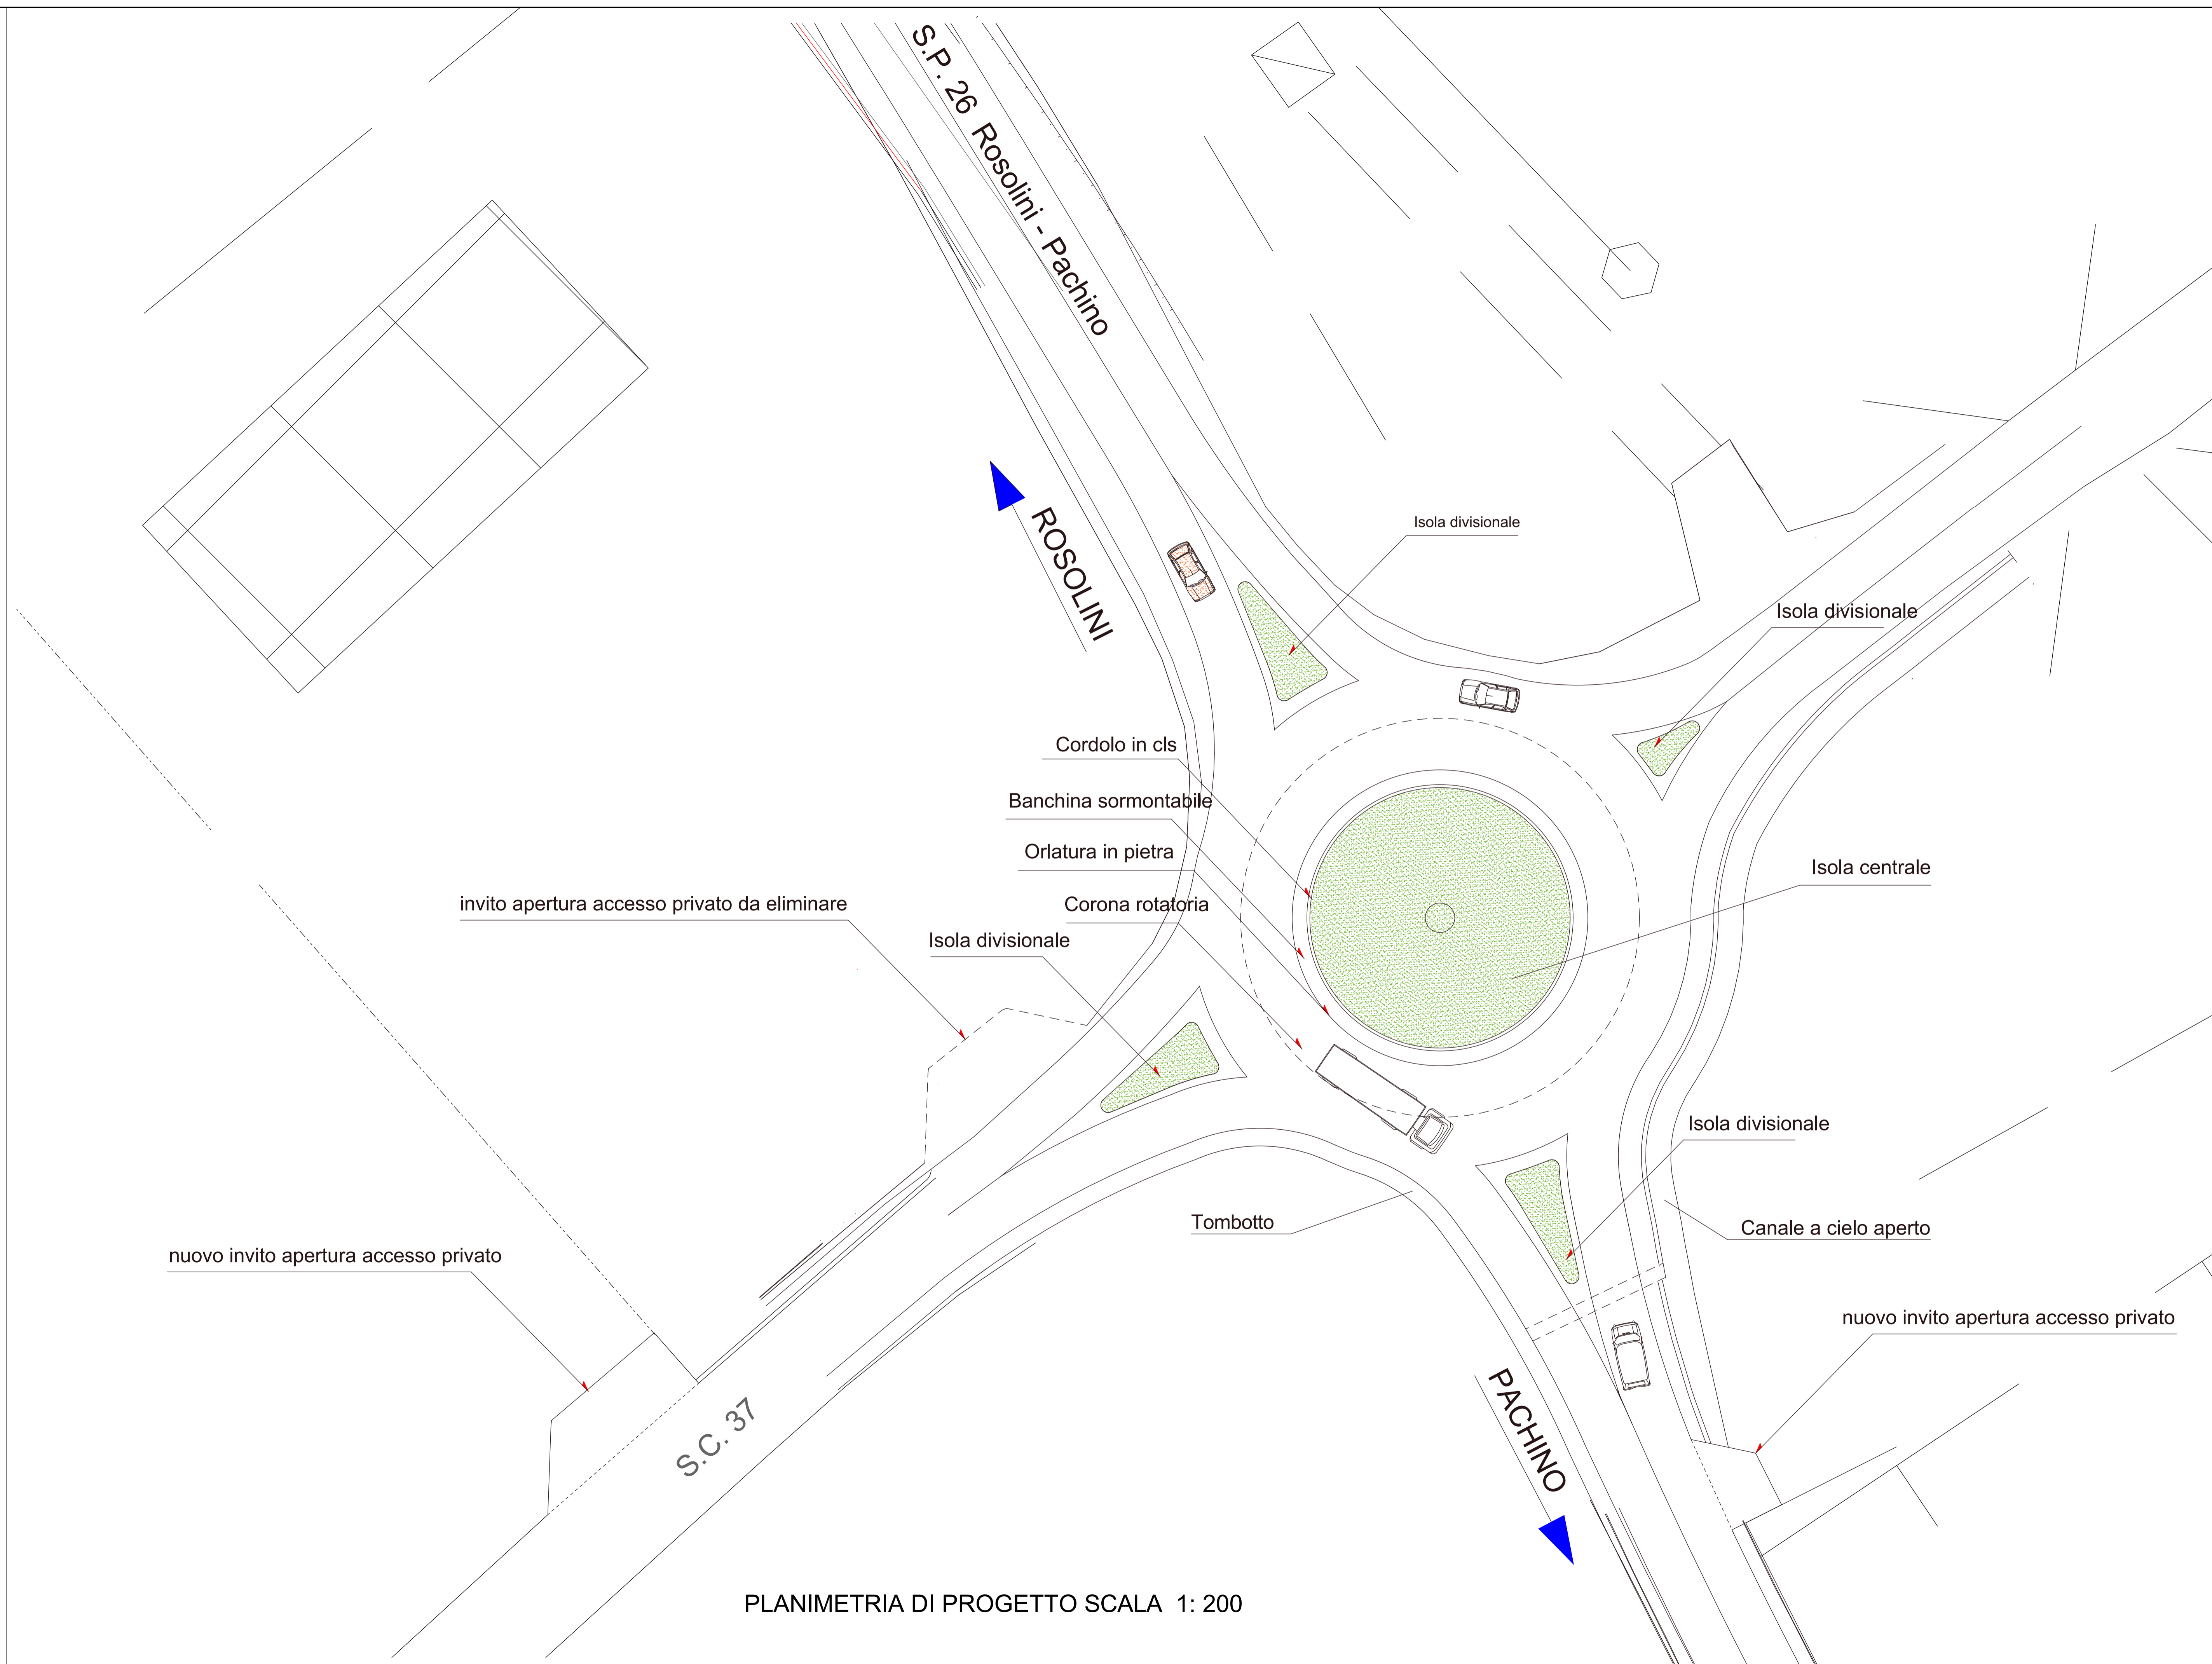 S.P. 26 Rosolini - Pachino
ROSOLINI
Isola divisionale
Isola divisionale
Cordolo in cls
Banchina sormontabile
Orlatura in pietra
Corona rotatoria
Isola centrale
invito apertura accesso privato da eliminare
Isola divisionale
Isola divisionale
Tombotto
Canale a cielo aperto
nuovo invito apertura accesso privato
nuovo invito apertura accesso privato
S.C. 37
PACHINO
PLANIMETRIA DI PROGETTO SCALA 1: 200